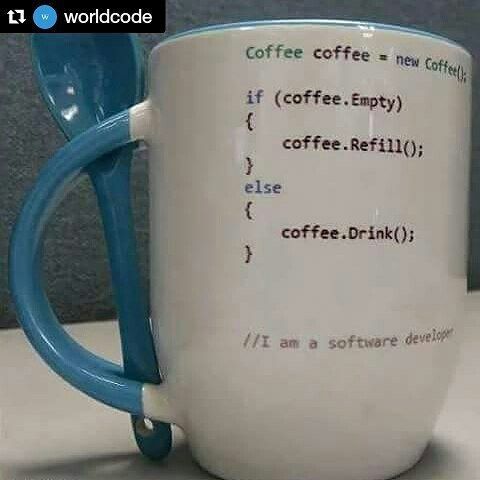 worldcode
Coffee coffee = new Coffee();
if (coffee.Empty)
{
coffee.Refill();
}
else
{
coffee.Drink();
}
//I am a software developer